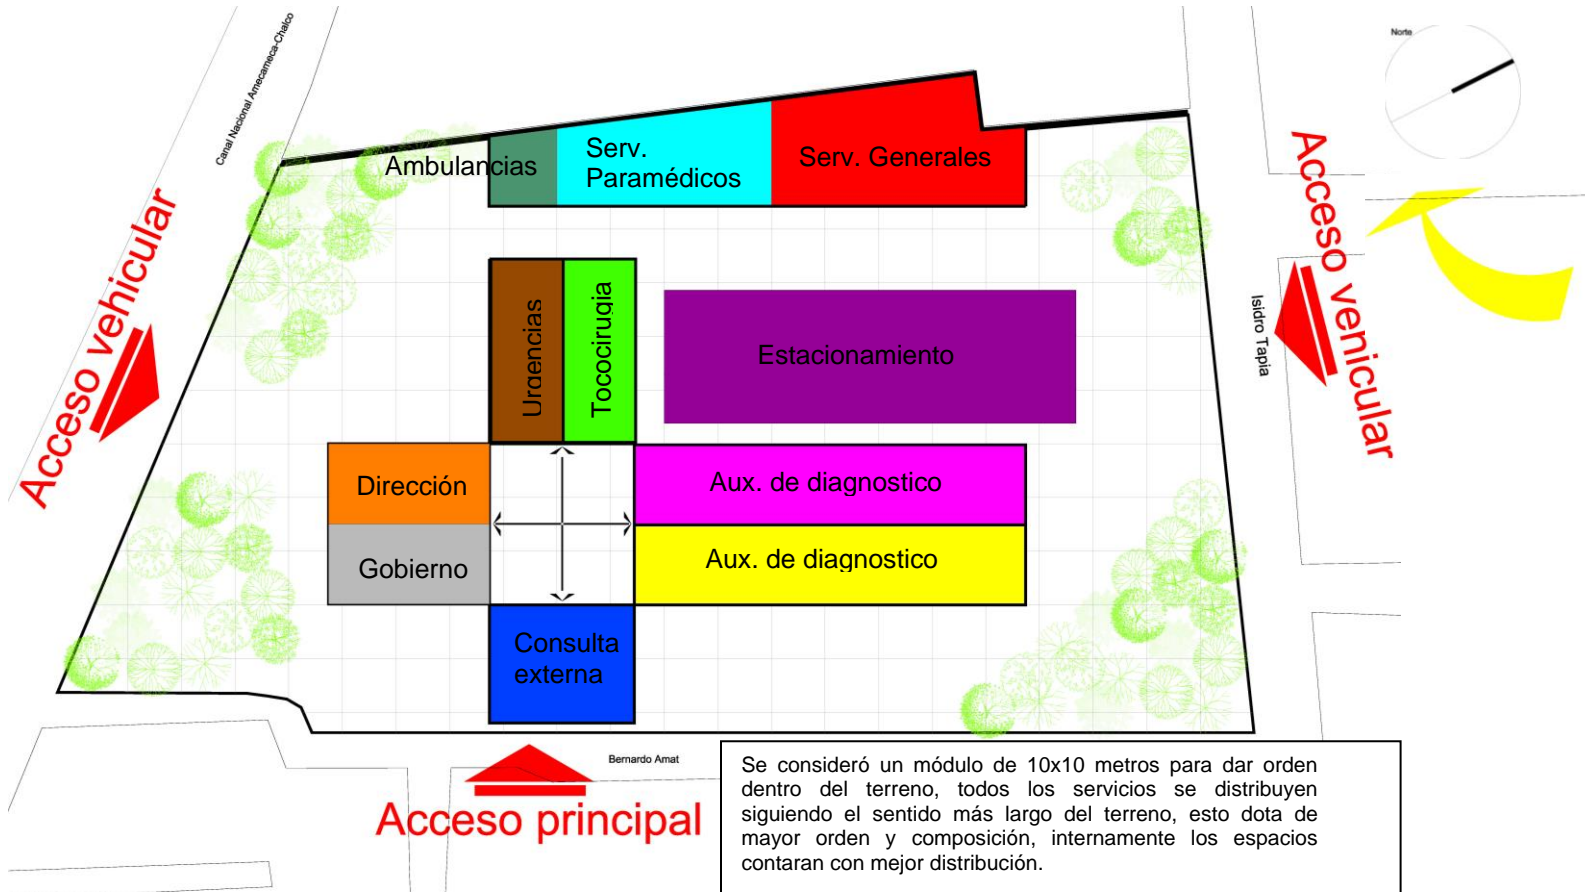 Norte
Canal Nacional Amecameca-Chalco
Ambulancias
Serv.
Paramédicos
Serv. Generales
Acceso vehicular
Acceso vehicular
Isidro Tapia
Urgencias
Tococirugia
Estacionamiento
Dirección
Aux. de diagnostico
Gobierno
Aux. de diagnostico
Consulta
externa
Bernardo Amat
Acceso principal
Se consideró un módulo de 10x10 metros para dar orden
dentro del terreno, todos los servicios se distribuyen
siguiendo el sentido más largo del terreno, esto dota de
mayor orden y composición, internamente los espacios
contaran con mejor distribución.